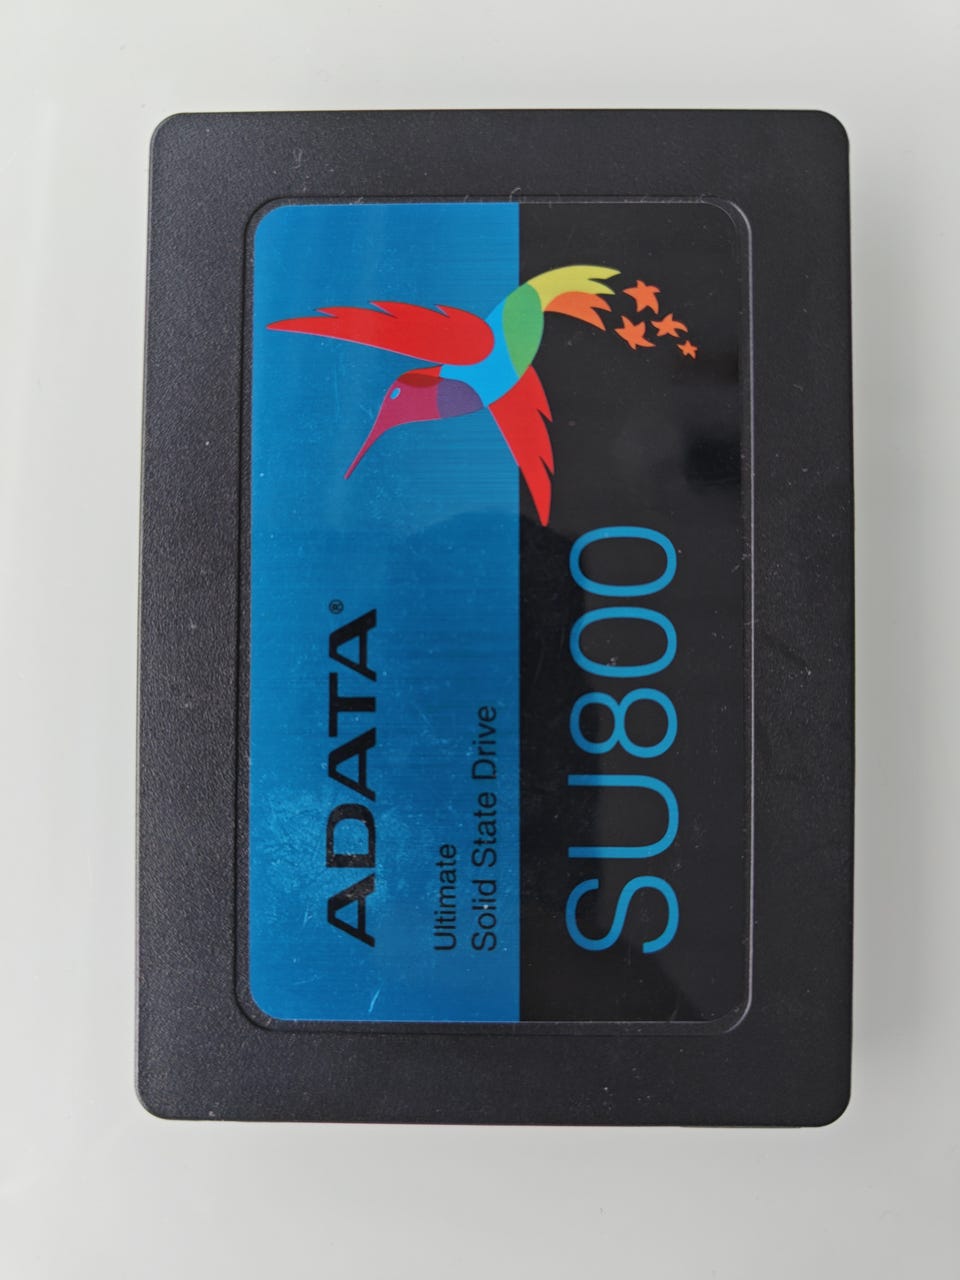 ADATA®
Ultimate
Solid State Drive
SU800